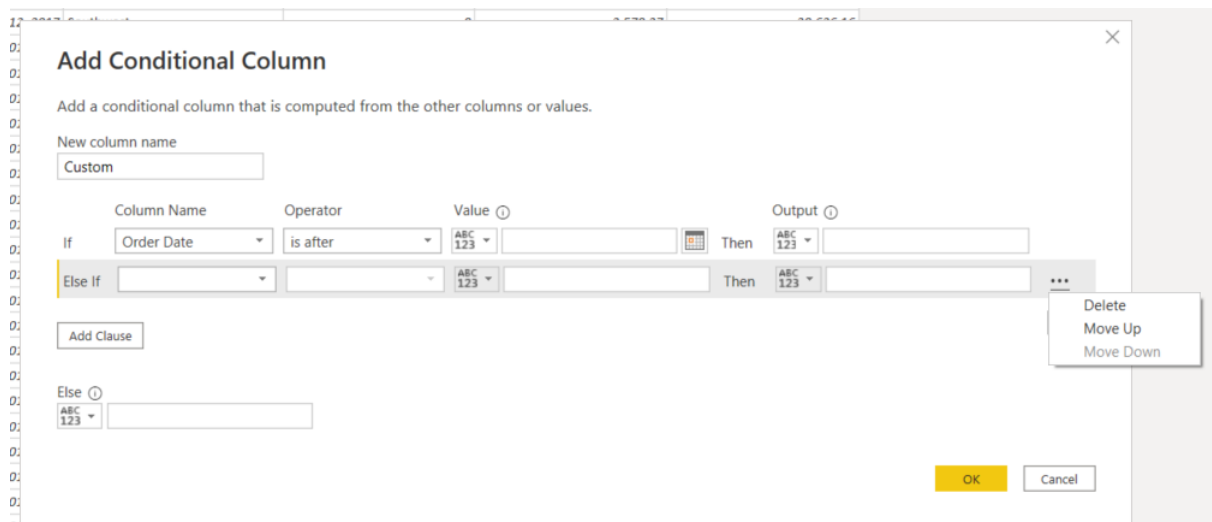 Add Conditional Column
Add a conditional column that is computed from the other columns or values.
New column name
Custom
Column Name Operator Value Output
If Order Date is after ABC 123 Then ABC 123
Else If ABC 123 Then ABC 123
Delete
Move Up
Move Down
Add Clause
Else
ABC 123
OK Cancel